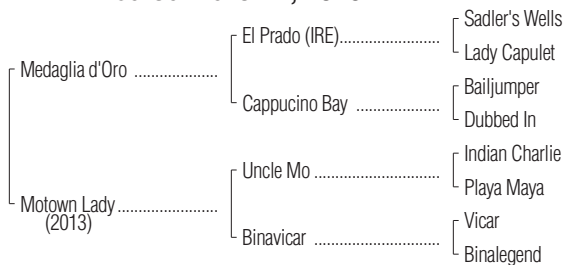 Sadler's Wells
El Prado (IRE)....................
Lady Capulet
Medaglia d'Oro .................
Bailjumper
Cappucino Bay .................
Dubbed In
Indian Charlie
Uncle Mo .........................
Playa Maya
Motown Lady ....................
(2013)
Vicar
Binavicar .........................
Binalegend